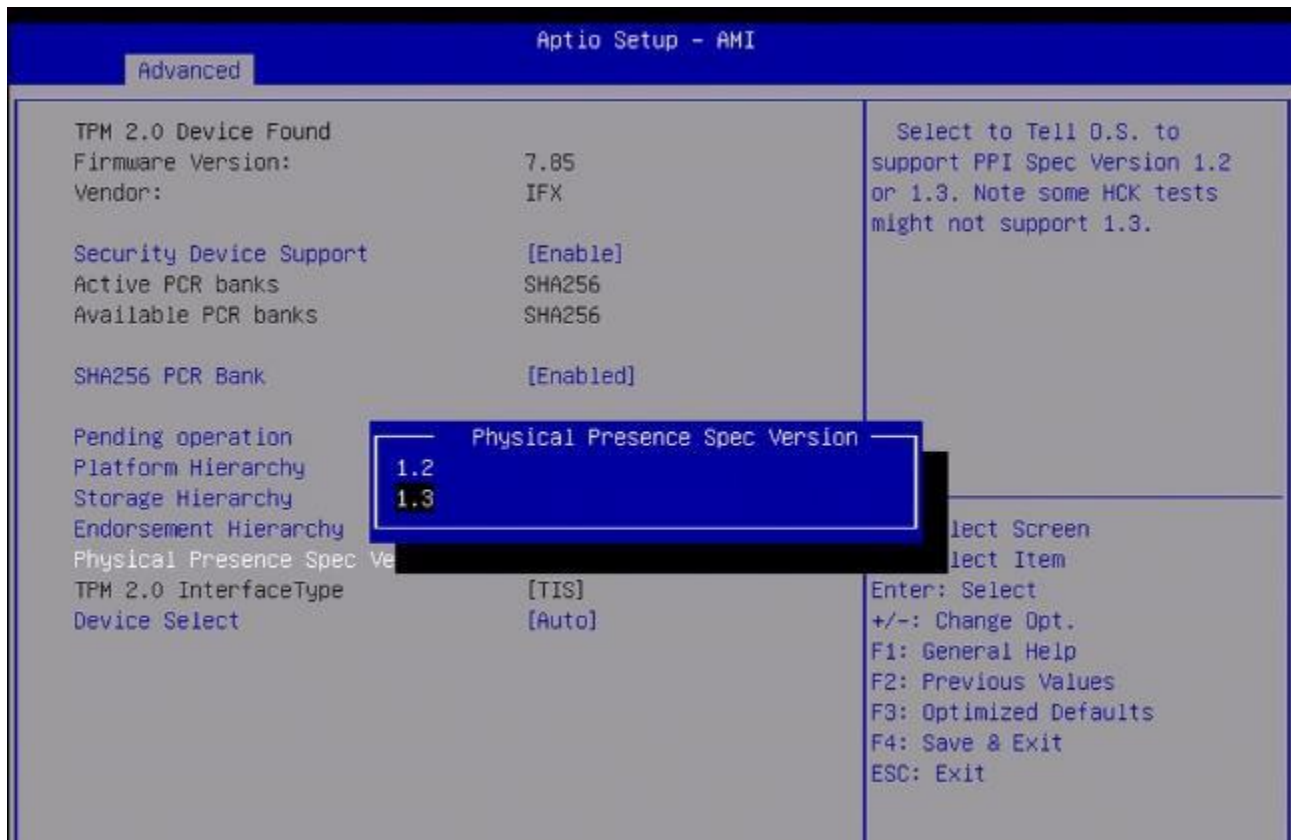 Aptio Setup – AMI
Advanced
TPM 2.0 Device Found
Firmware Version: 7.85
Vendor: IFX
Security Device Support [Enable]
Active PCR banks SHA256
Available PCR banks SHA256
SHA256 PCR Bank [Enabled]
Pending operation
Platform Hierarchy
Storage Hierarchy
Endorsement Hierarchy
Physical Presence Spec Ve
TPM 2.0 InterfaceType [TIS]
Device Select [Auto]
Physical Presence Spec Version
1.2
1.3
Select to Tell O.S. to
support PPI Spec Version 1.2
or 1.3. Note some HCK tests
might not support 1.3.
lect Screen
lect Item
Enter: Select
+/-: Change Opt.
F1: General Help
F2: Previous Values
F3: Optimized Defaults
F4: Save & Exit
ESC: Exit